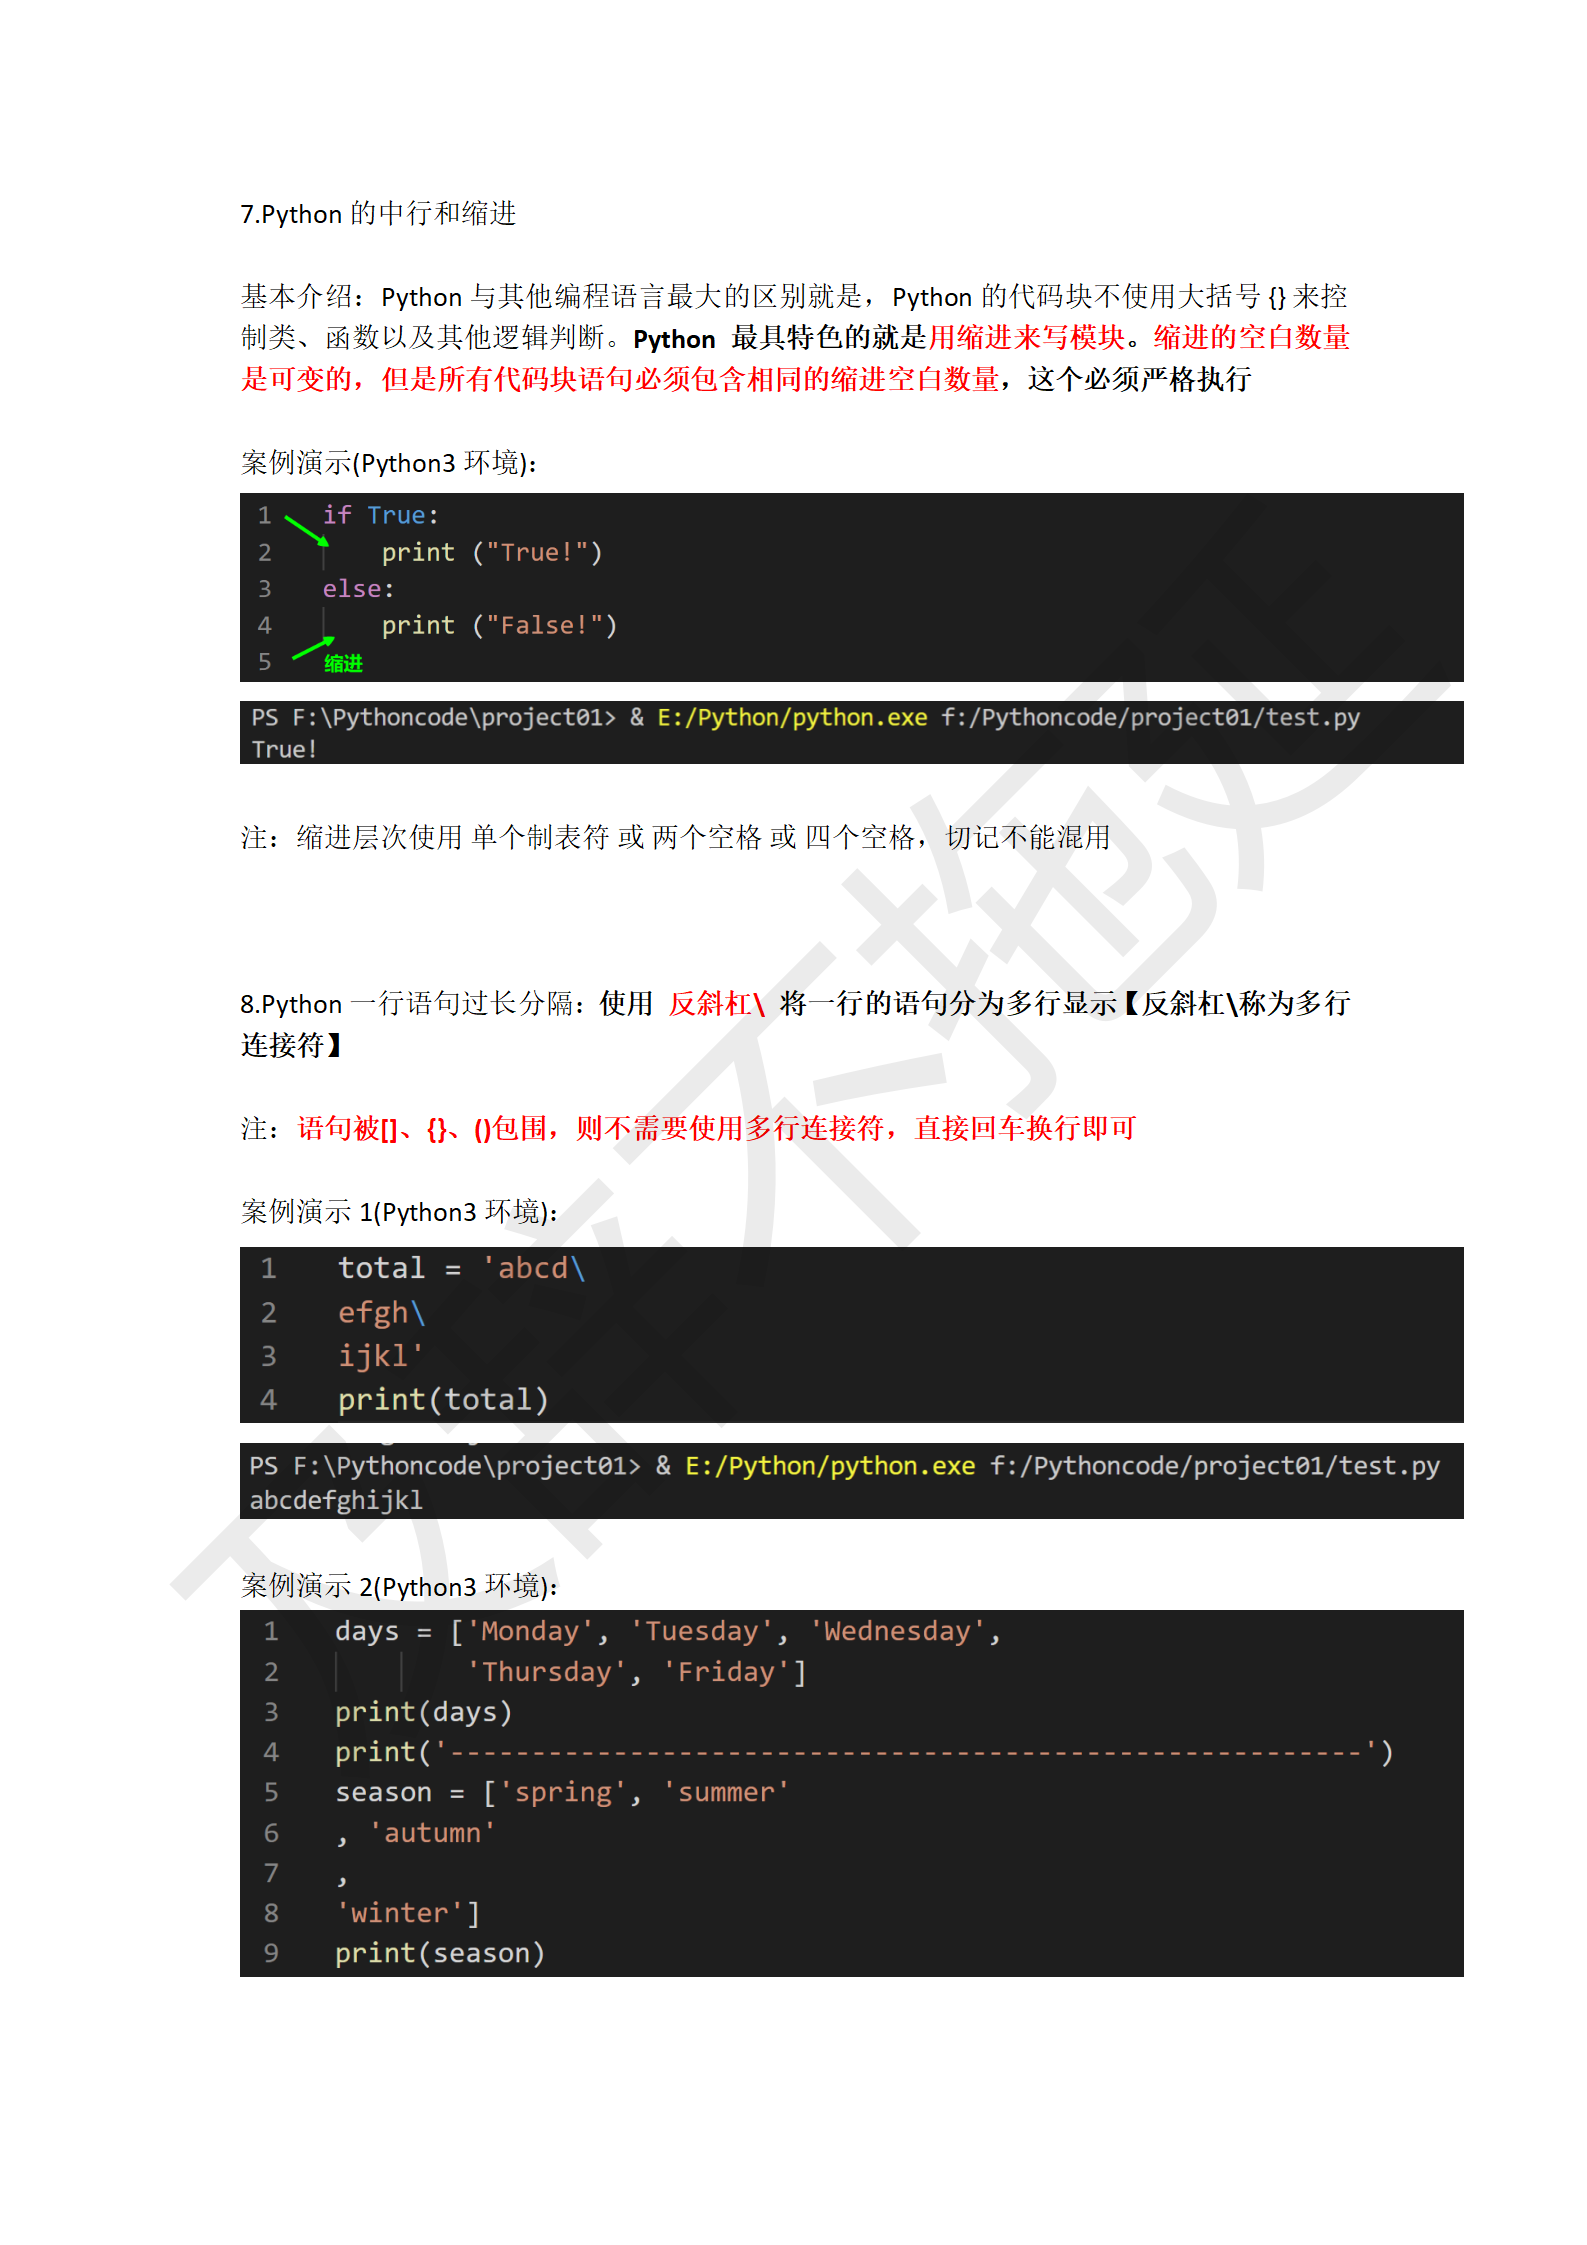 7.Python 的中行和缩进
基本介绍：Python 与其他编程语言最大的区别就是，Python 的代码块不使用大括号 {} 来控
制类、函数以及其他逻辑判断。Python 最具特色的就是用缩进来写模块。缩进的空白数量
是可变的，但是所有代码块语句必须包含相同的缩进空白数量，这个必须严格执行
案例演示(Python3 环境)：
1 if True:
2 print ("True!")
3 else:
4 print ("False!")
5 缩进
PS F:\Pythoncode\project01> & E:/Python/python.exe f:/Pythoncode/project01/test.py
True!
注：缩进层次使用 单个制表符 或 两个空格 或 四个空格，切记不能混用
8.Python 一行语句过长分隔：使用 反斜杠\ 将一行的语句分为多行显示【反斜杠\称为多行
连接符】
注：语句被[]、{}、()包围，则不需要使用多行连接符，直接回车换行即可
案例演示 1(Python3 环境)：
1 total = 'abcd\
2 efgh\
3 ijkl'
4 print(total)
PS F:\Pythoncode\project01> & E:/Python/python.exe f:/Pythoncode/project01/test.py
abcdefghijkl
案例演示 2(Python3 环境)：
1 days = ['Monday', 'Tuesday', 'Wednesday',
2 'Thursday', 'Friday']
3 print(days)
4 print('--------------------------------------------------------')
5 season = ['spring', 'summer'
6 , 'autumn'
7 ,
8 'winter']
9 print(season)